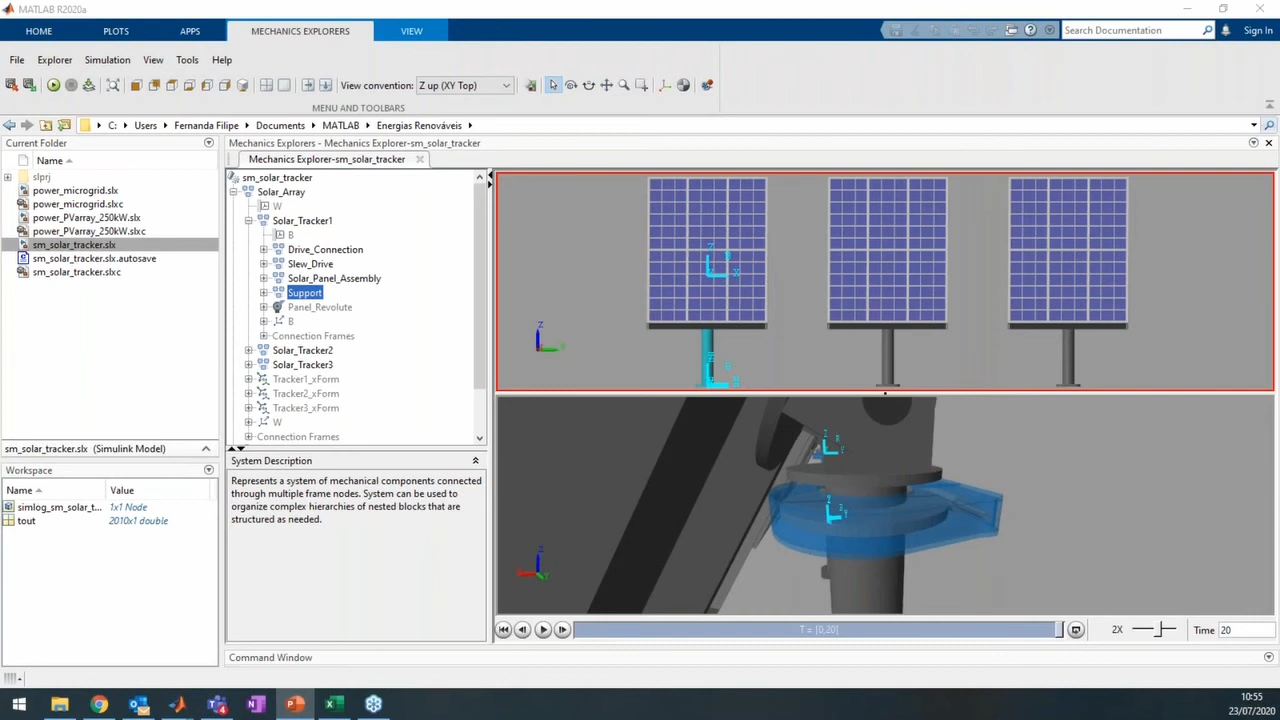 MATLAB R2020a
HOME PLOTS APPS MECHANICS EXPLORERS VIEW Search Documentation Sign In
File Explorer Simulation View Tools Help
View convention: Z up (XY Top)
MENU AND TOOLBARS
C: Users Fernanda Filipe Documents MATLAB Energias Renováveis
Current Folder
Name
slprj
power_microgrid.slx
power_microgrid.slxc
power_PVarray_250kW.slx
power_PVarray_250kW.slxc
sm_solar_tracker.slx
sm_solar_tracker.slx.autosave
sm_solar_tracker.slxc
sm_solar_tracker.slx (Simulink Model)
Workspace
Name Value
simlog_sm_solar_t... 1x1 Node
tout 2010x1 double
Mechanics Explorers - Mechanics Explorer-sm_solar_tracker
Mechanics Explorer-sm_solar_tracker
sm_solar_tracker
Solar_Array
W
Solar_Tracker1
B
Drive_Connection
Slew_Drive
Solar_Panel_Assembly
Support
Panel_Revolute
B
Connection Frames
Solar_Tracker2
Solar_Tracker3
Tracker1_xForm
Tracker2_xForm
Tracker3_xForm
W
Connection Frames
System Description
Represents a system of mechanical components connected
through multiple frame nodes. System can be used to
organize complex hierarchies of nested blocks that are
structured as needed.
T = [0,20]
2X
Time 20
Command Window
10:55
23/07/2020